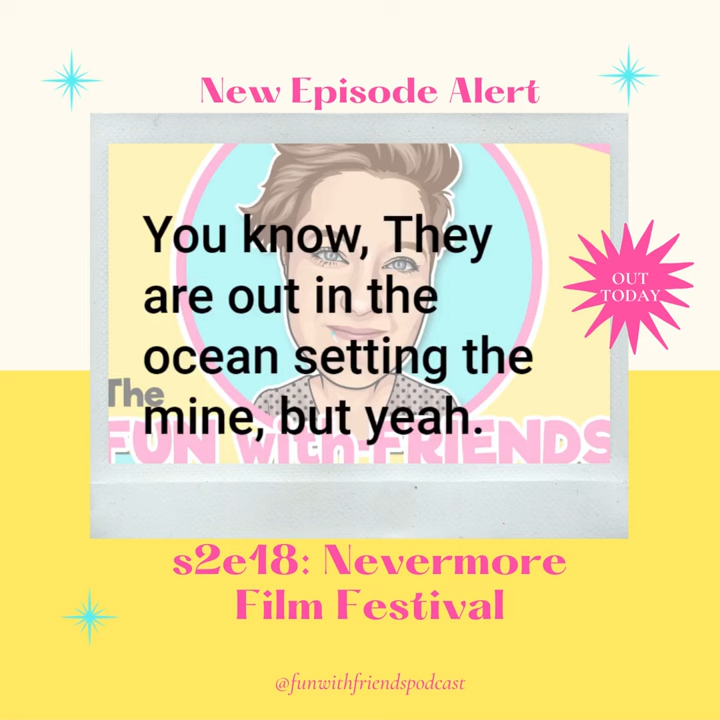 New Episode Alert
You know, They
are out in the
ocean setting the
mine, but yeah.
OUT
TODAY
The
FUN with FRIENDS
s2e18: Nevermore
Film Festival
@funwithfriendspodcast